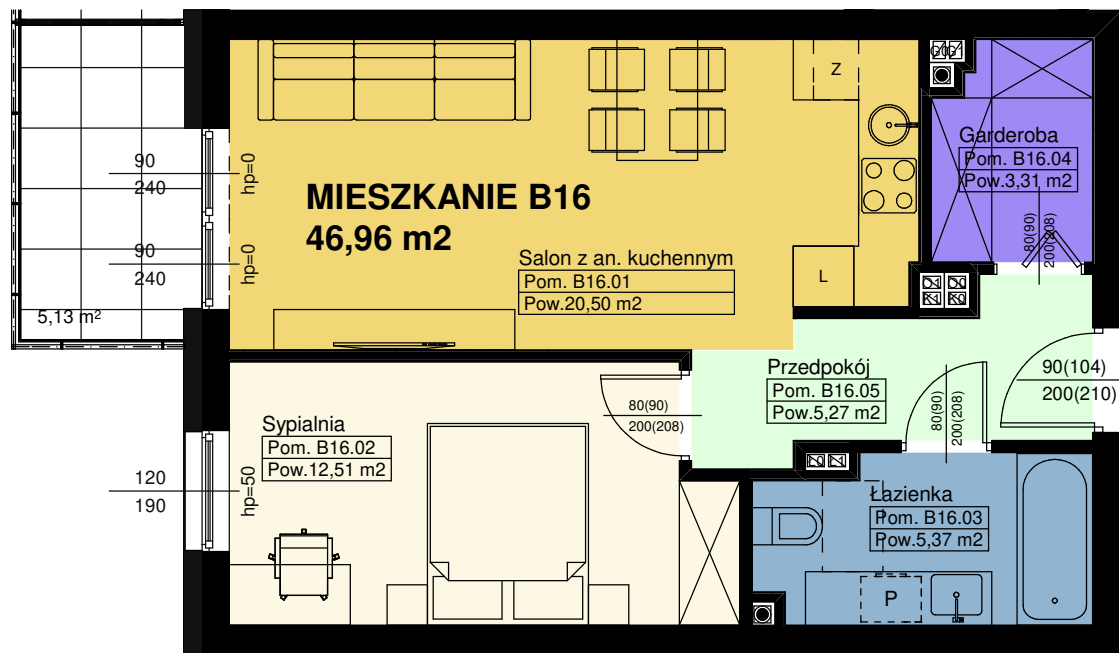 MIESZKANIE B16
46,96 m2
Salon z an. kuchennym
Pom. B16.01
Pow.20,50 m2
Z
L
Garderoba
Pom. B16.04
Pow.3,31 m2
80(90)
200(208)
90
240
hp=0
90
240
hp=0
5,13 m²
Przedpokój
Pom. B16.05
Pow.5,27 m2
90(104)
200(210)
80(90)
200(208)
80(90)
200(208)
Sypialnia
Pom. B16.02
Pow.12,51 m2
120
190
hp=50
Łazienka
Pom. B16.03
Pow.5,37 m2
P